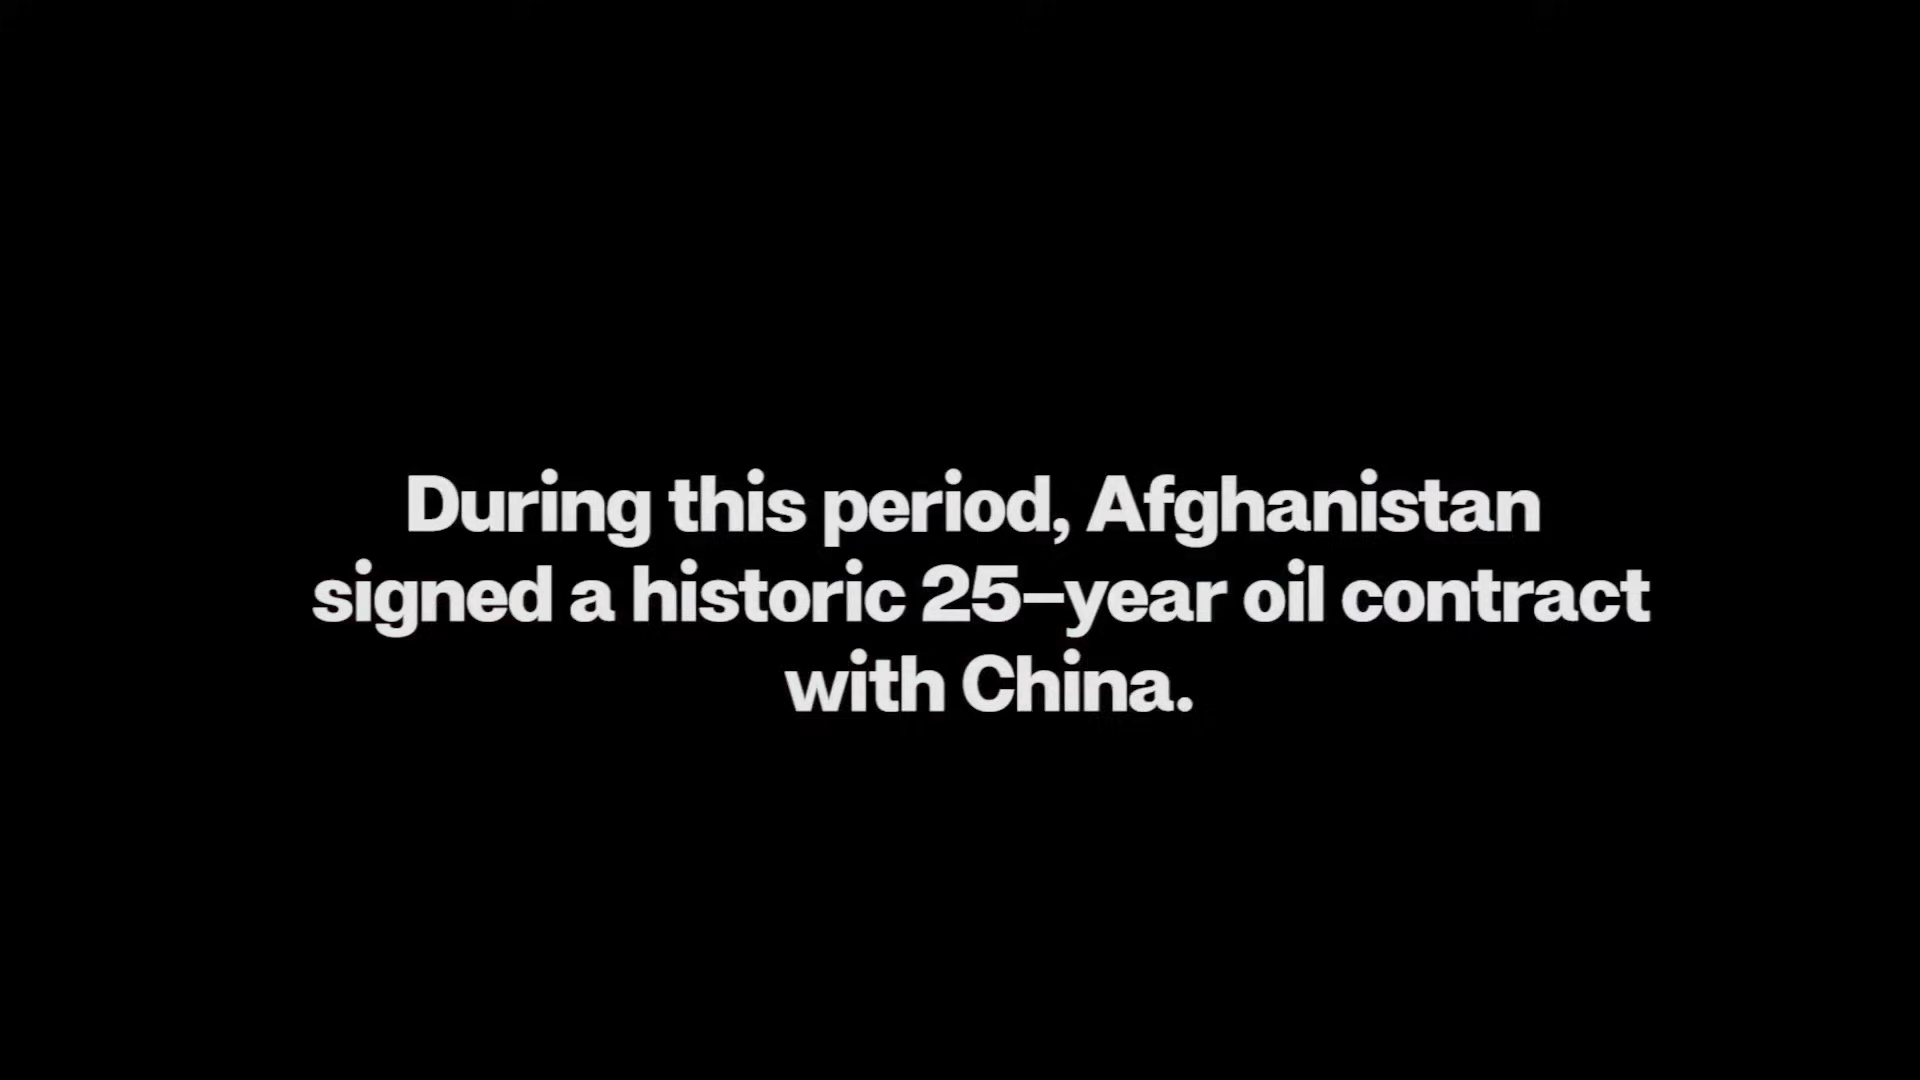 During this period, Afghanistan
signed a historic 25–year oil contract
with China.